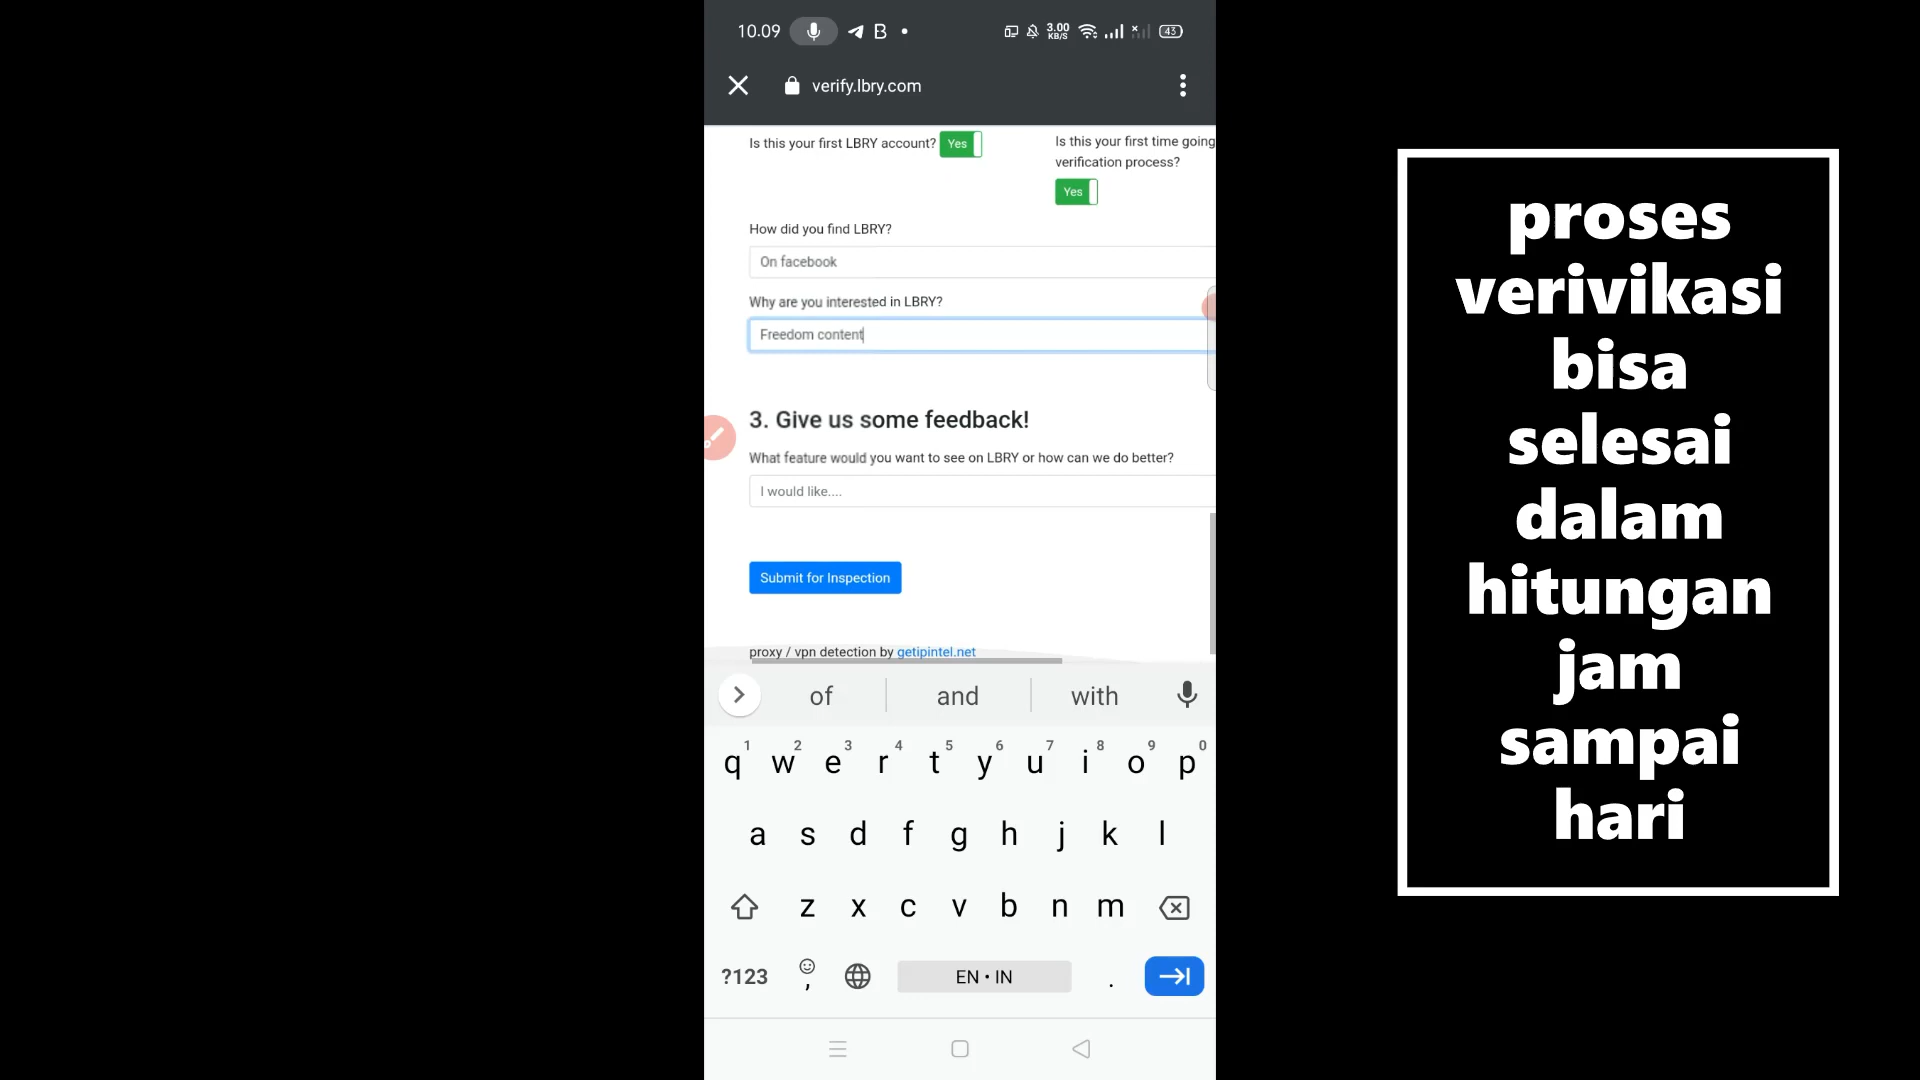 10.09
3.00
KB/S
43
verify.lbry.com
Is this your first LBRY account? Yes
Is this your first time going
verification process?
Yes
How did you find LBRY?
On facebook
Why are you interested in LBRY?
Freedom content
3. Give us some feedback!
What feature would you want to see on LBRY or how can we do better?
I would like....
Submit for Inspection
proxy / vpn detection by getipintel.net
of and with
1 2 3 4 5 6 7 8 9 0
q w e r t y u i o p
a s d f g h j k l
z x c v b n m
?123 , EN • IN .
proses
verivikasi
bisa
selesai
dalam
hitungan
jam
sampai
hari